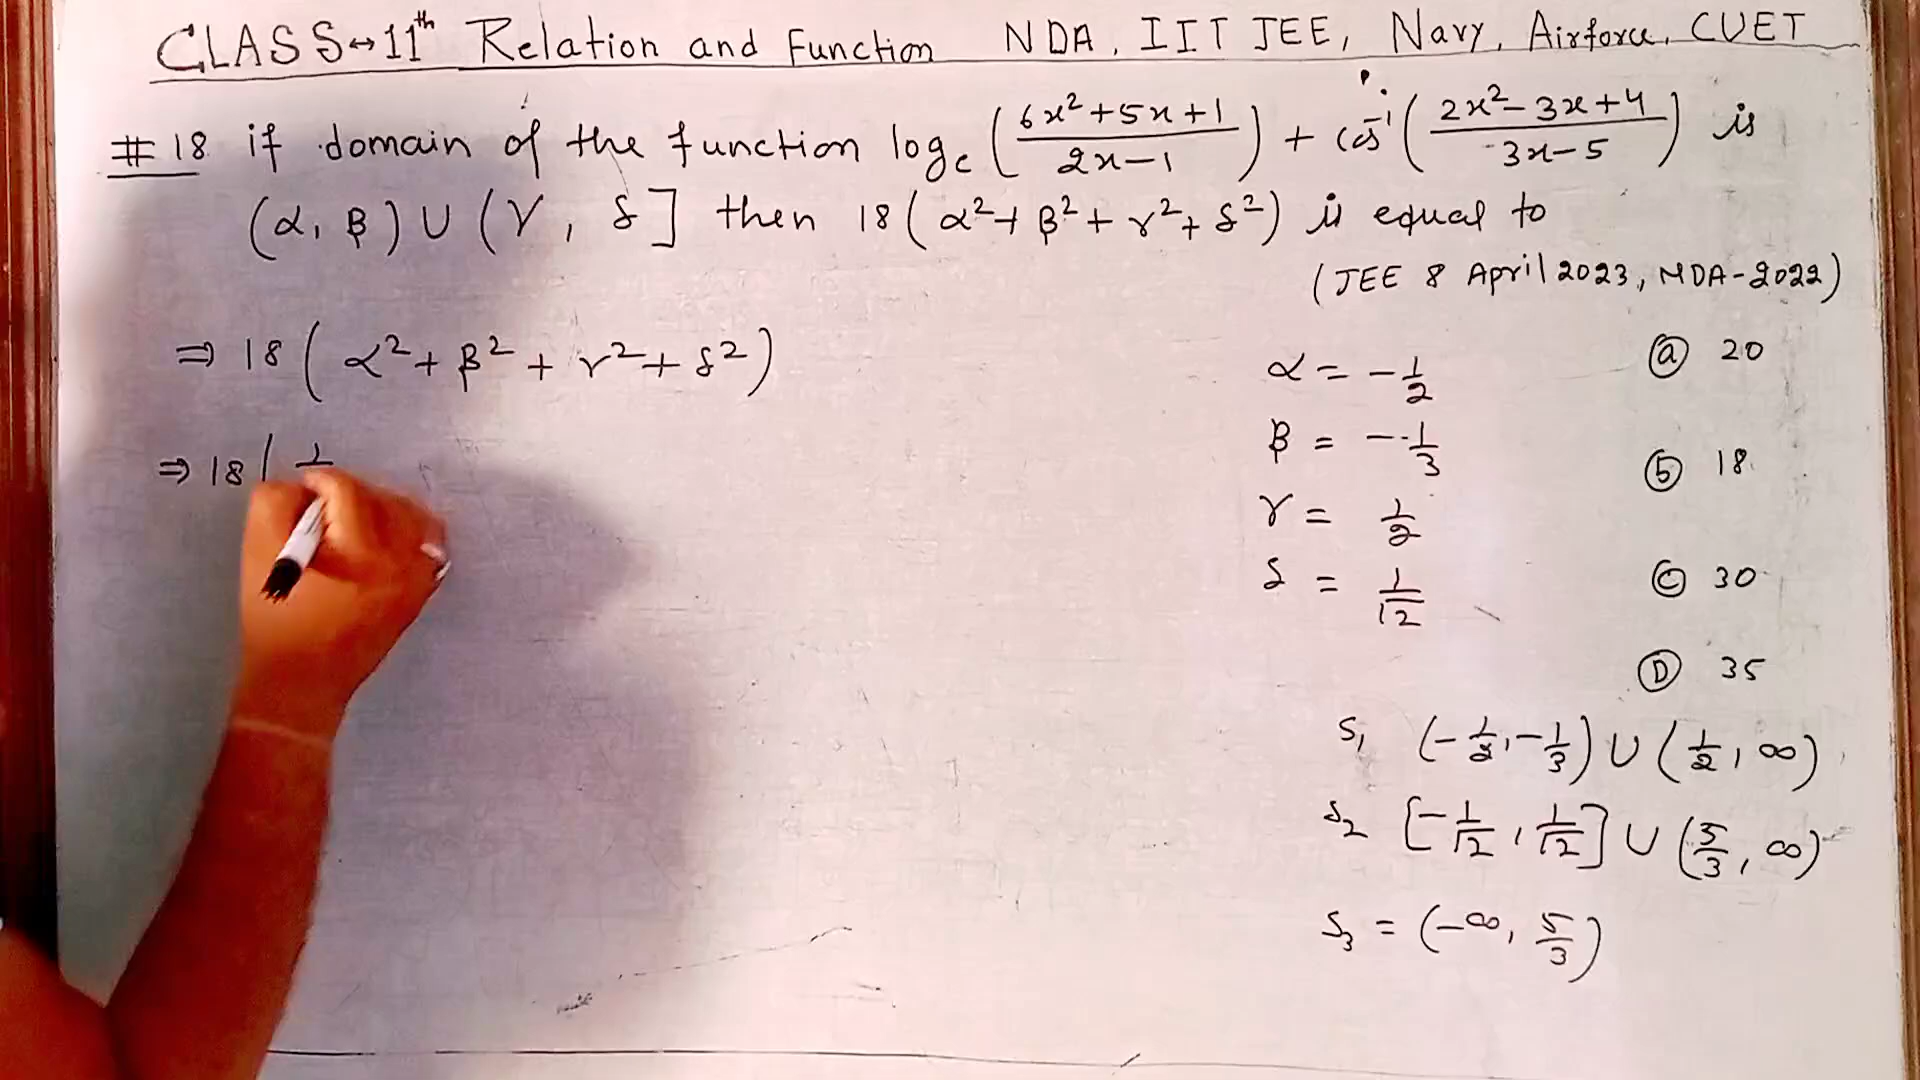 CLASS↔11th Relation and Function NDA, IIT JEE, Navy, Airforce, CUET
#18 if domain of the function logₑ((6x²+5x+1)/(2x-1)) + cos⁻¹((2x²-3x+4)/(3x-5)) is
(α, β) ∪ (γ, δ] then 18(α²+β²+γ²+δ²) is equal to
(JEE 8 April 2023, NDA-2022)
⇒ 18(α²+β²+γ²+δ²)
⇒ 18(1
α = -1/2
β = -1/3
γ = 1/2
δ = 1/√2
ⓐ 20
ⓑ 18
ⓒ 30
Ⓓ 35
S₁ (-1/2, -1/3) ∪ (1/2, ∞)
S₂ [-1/√2, 1/√2] ∪ (5/3, ∞)
S₃ = (-∞, 5/3)